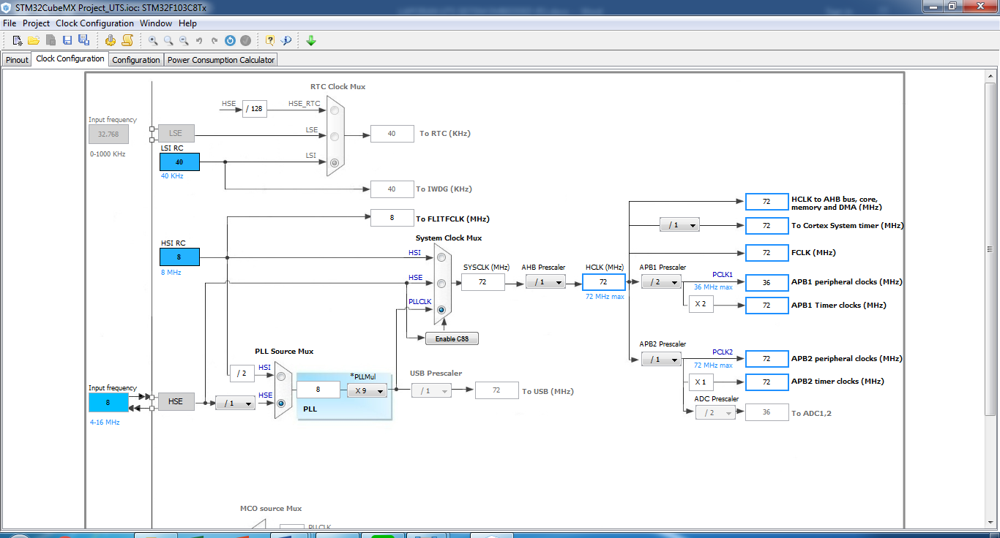 STM32CubeMX Project_UTS.ioc: STM32F103C8Tx
File Project Clock Configuration Window Help
Pinout Clock Configuration Configuration Power Consumption Calculator
RTC Clock Mux
HSE / 128 HSE_RTC
Input frequency
32.768 LSE LSE 40 To RTC (KHz)
0-1000 KHz
LSI RC
40 LSI
40 KHz
40 To IWDG (KHz)
8 To FLITFCLK (MHz)
72 HCLK to AHB bus, core,
memory and DMA (MHz)
/ 1 72 To Cortex System timer (MHz)
System Clock Mux
HSI RC
8 HSI
8 MHz
72 FCLK (MHz)
SYSCLK (MHz) AHB Prescaler HCLK (MHz) APB1 Prescaler
HSE 72 / 1 72 / 2 PCLK1 36 APB1 peripheral clocks (MHz)
72 MHz max 36 MHz max
PLLCLK X 2 72 APB1 Timer clocks (MHz)
Enable CSS
APB2 Prescaler
/ 1 PCLK2 72 APB2 peripheral clocks (MHz)
72 MHz max
X 1 72 APB2 timer clocks (MHz)
ADC Prescaler
/ 2 36 To ADC1,2
PLL Source Mux
/ 2 HSI
*PLLMul USB Prescaler
8 X 9 / 1 72 To USB (MHz)
PLL
Input frequency
8 HSE / 1 HSE
4-16 MHz
MCO source Mux
PLLCLK